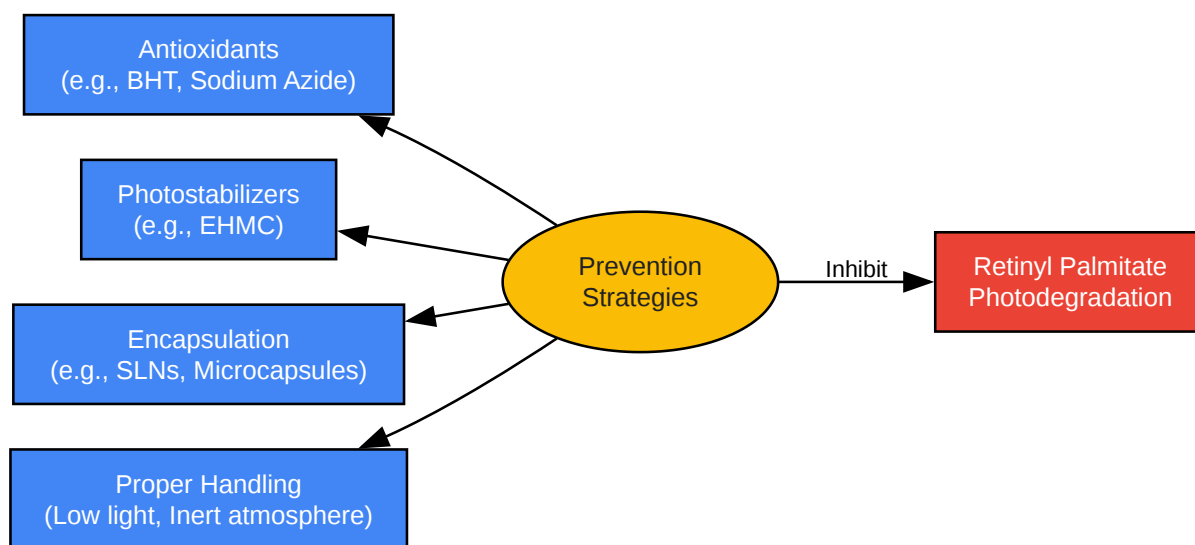 Antioxidants
(e.g., BHT, Sodium Azide)
Photostabilizers
(e.g., EHMC)
Encapsulation
(e.g., SLNs, Microcapsules)
Proper Handling
(Low light, Inert atmosphere)
Prevention
Strategies
Inhibit
Retinyl Palmitate
Photodegradation